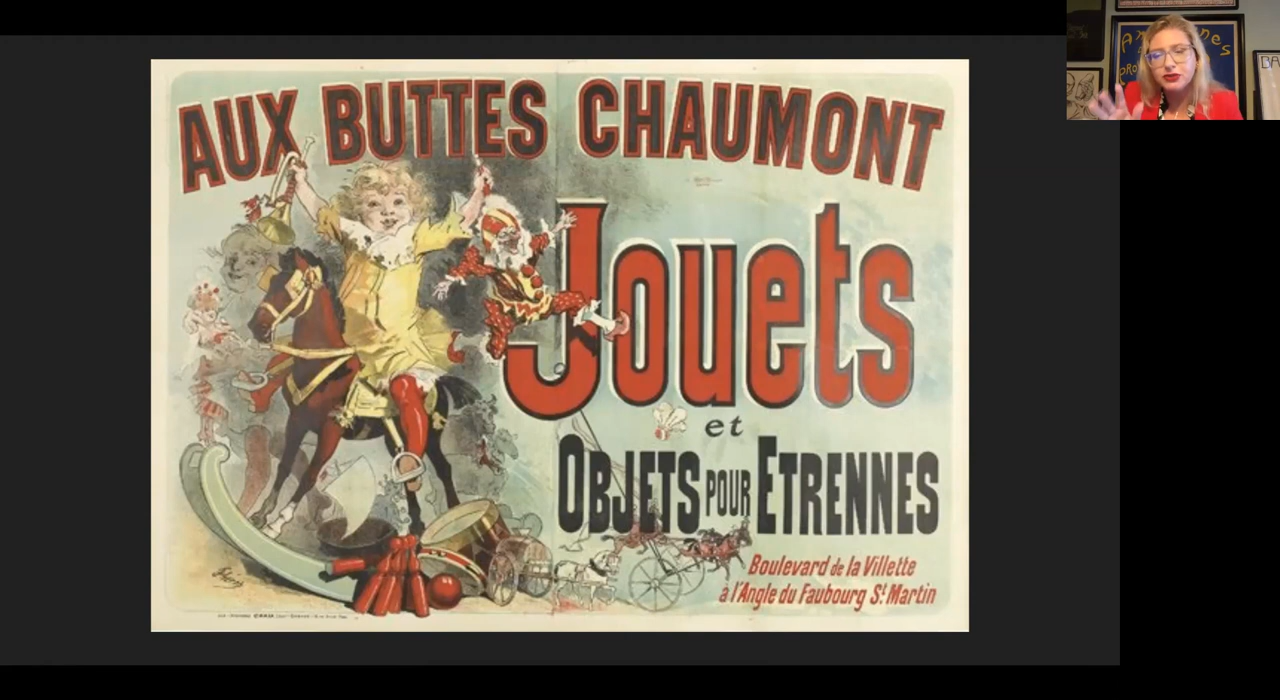 AUX BUTTES CHAUMONT
Jouets
et
OBJETS POUR ETRENNES
Boulevard de la Villette
à l'Angle du Faubourg St Martin